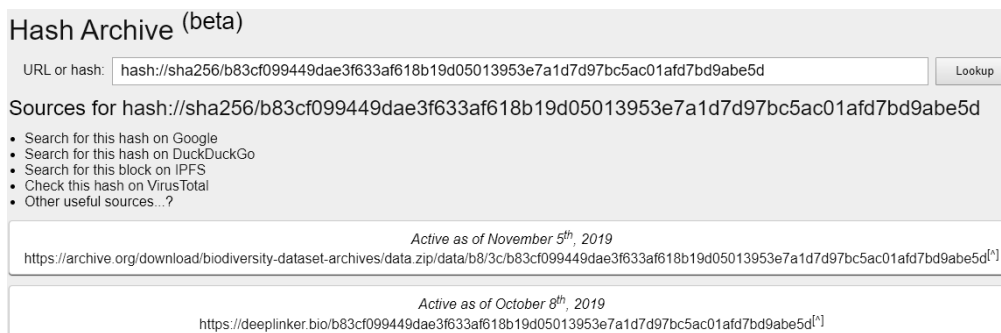 Hash Archive (beta)
URL or hash: hash://sha256/b83cf099449dae3f633af618b19d05013953e7a1d7d97bc5ac01afd7bd9abe5d Lookup
Sources for hash://sha256/b83cf099449dae3f633af618b19d05013953e7a1d7d97bc5ac01afd7bd9abe5d
• Search for this hash on Google
• Search for this hash on DuckDuckGo
• Search for this block on IPFS
• Check this hash on VirusTotal
• Other useful sources...?
Active as of November 5th, 2019
https://archive.org/download/biodiversity-dataset-archives/data.zip/data/b8/3c/b83cf099449dae3f633af618b19d05013953e7a1d7d97bc5ac01afd7bd9abe5d[^]
Active as of October 8th, 2019
https://deeplinker.bio/b83cf099449dae3f633af618b19d05013953e7a1d7d97bc5ac01afd7bd9abe5d[^]